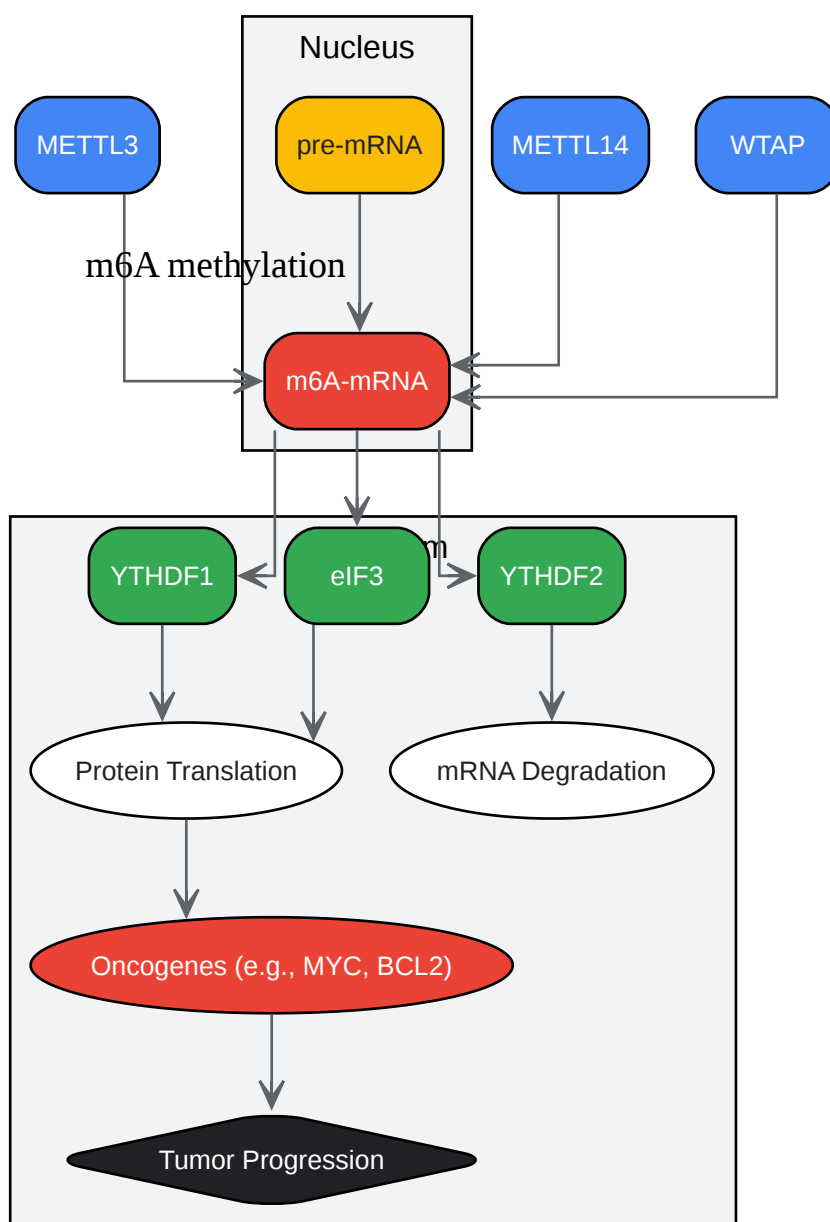 Nucleus
METTL3
pre-mRNA
METTL14
WTAP
m6A methylation
m6A-mRNA
YTHDF1
eIF3
YTHDF2
Protein Translation
mRNA Degradation
Oncogenes (e.g., MYC, BCL2)
Tumor Progression